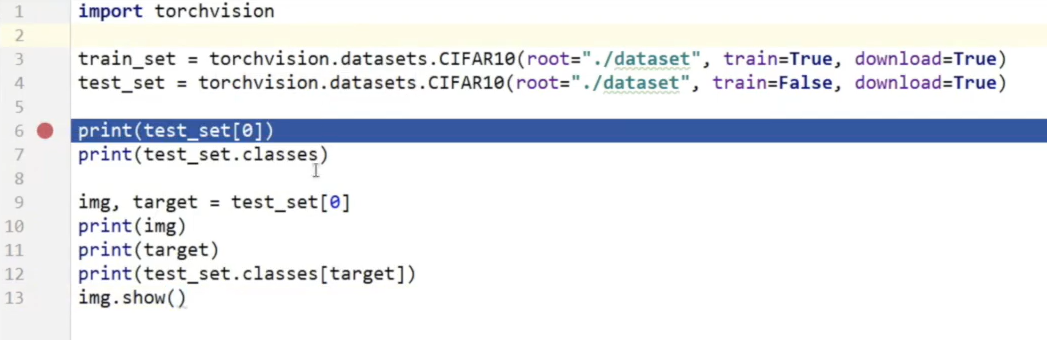 1 import torchvision
2
3 train_set = torchvision.datasets.CIFAR10(root="./dataset", train=True, download=True)
4 test_set = torchvision.datasets.CIFAR10(root="./dataset", train=False, download=True)
5
6 print(test_set[0])
7 print(test_set.classes)
8
9 img, target = test_set[0]
10 print(img)
11 print(target)
12 print(test_set.classes[target])
13 img.show()